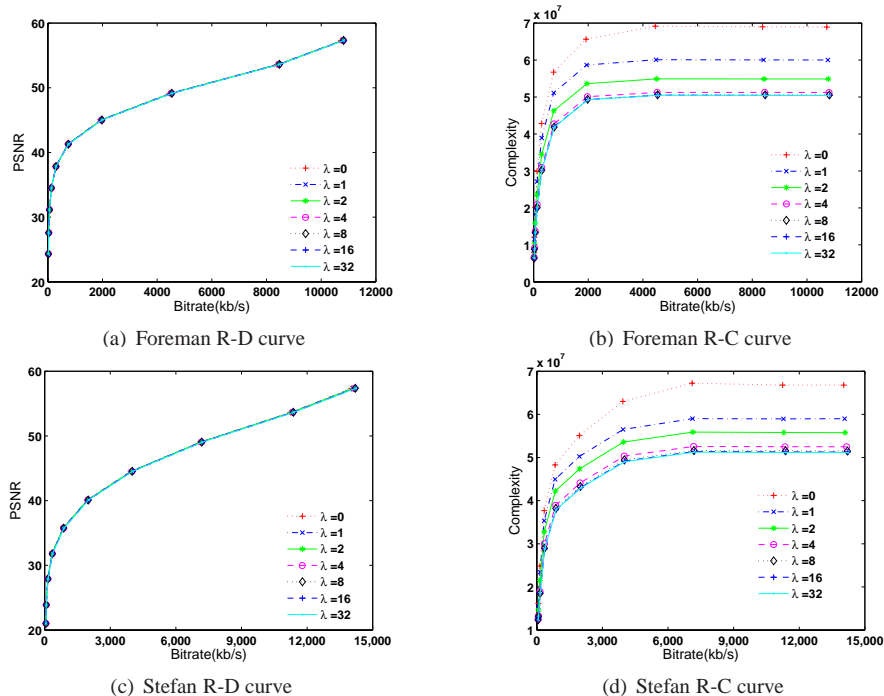 PSNR
60
50
40
30
20
0 2000 4000 6000 8000 10000 12000
Bitrate(kb/s)
λ =0
λ =1
λ =2
λ =4
λ =8
λ =16
λ =32
(a) Foreman R-D curve
x 10^7
Complexity
7
6
5
4
3
2
1
0
0 2000 4000 6000 8000 10000 12000
Bitrate(kb/s)
λ =0
λ =1
λ =2
λ =4
λ =8
λ =16
λ =32
(b) Foreman R-C curve
PSNR
60
50
40
30
20
0 3,000 6,000 9,000 12,000 15,000
Bitrate(kb/s)
λ =0
λ =1
λ =2
λ =4
λ =8
λ =16
λ =32
(c) Stefan R-D curve
x 10^7
Complexity
7
6
5
4
3
2
1
0 3,000 6,000 9,000 12,000 15,000
Bitrate(kb/s)
λ =0
λ =1
λ =2
λ =4
λ =8
λ =16
λ =32
(d) Stefan R-C curve